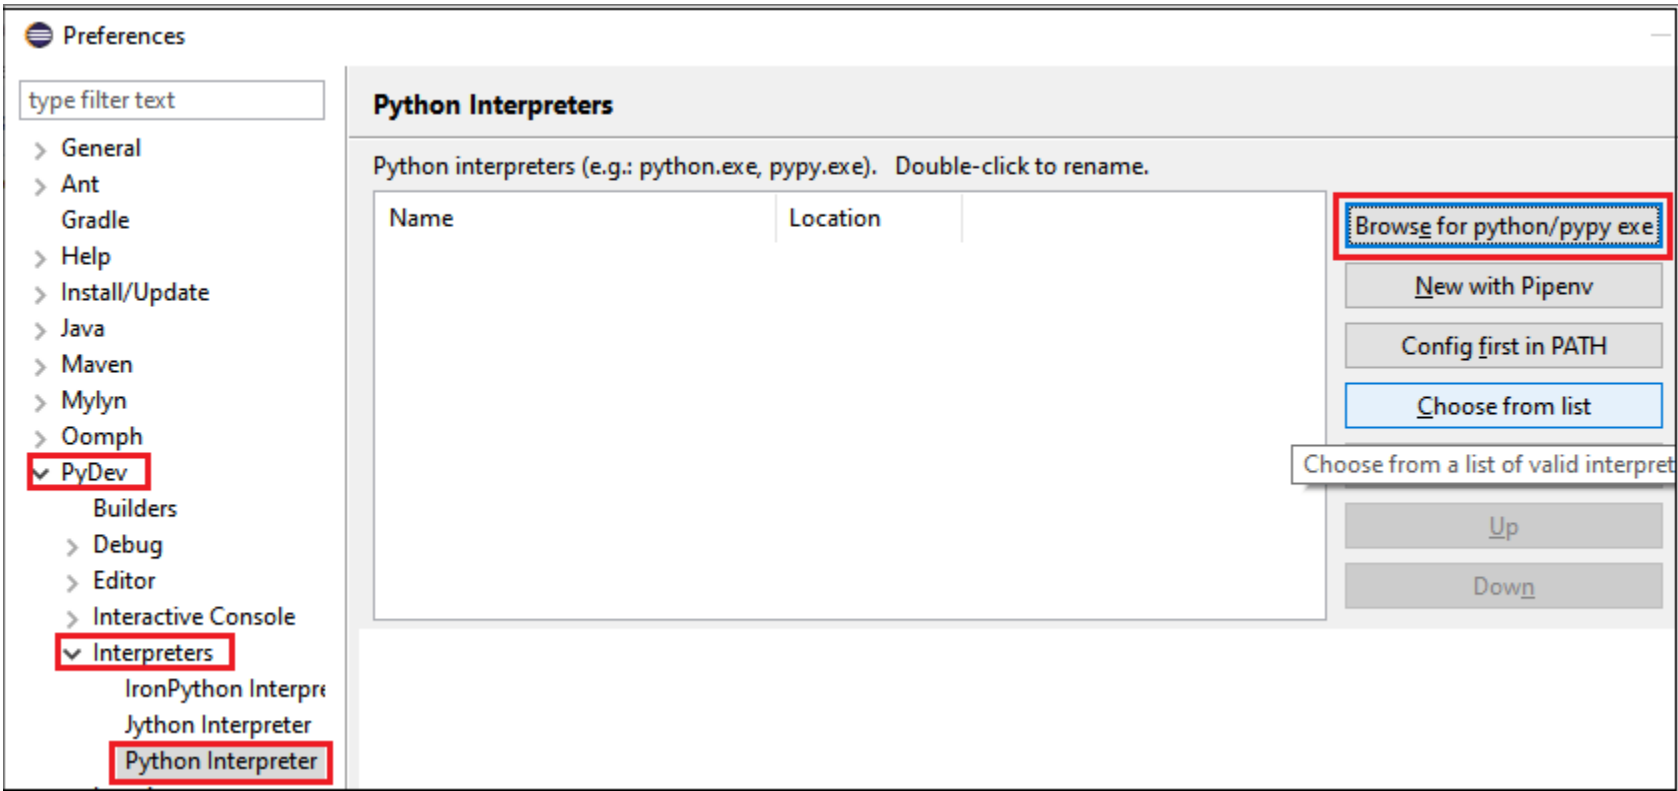 Preferences
type filter text
General
Ant
Gradle
Help
Install/Update
Java
Maven
Mylyn
Oomph
PyDev
Builders
Debug
Editor
Interactive Console
Interpreters
IronPython Interpre
Jython Interpreter
Python Interpreter
Python Interpreters
Python interpreters (e.g.: python.exe, pypy.exe).   Double-click to rename.
Name Location
Browse for python/pypy exe
New with Pipenv
Config first in PATH
Choose from list
Choose from a list of valid interpret
Up
Down